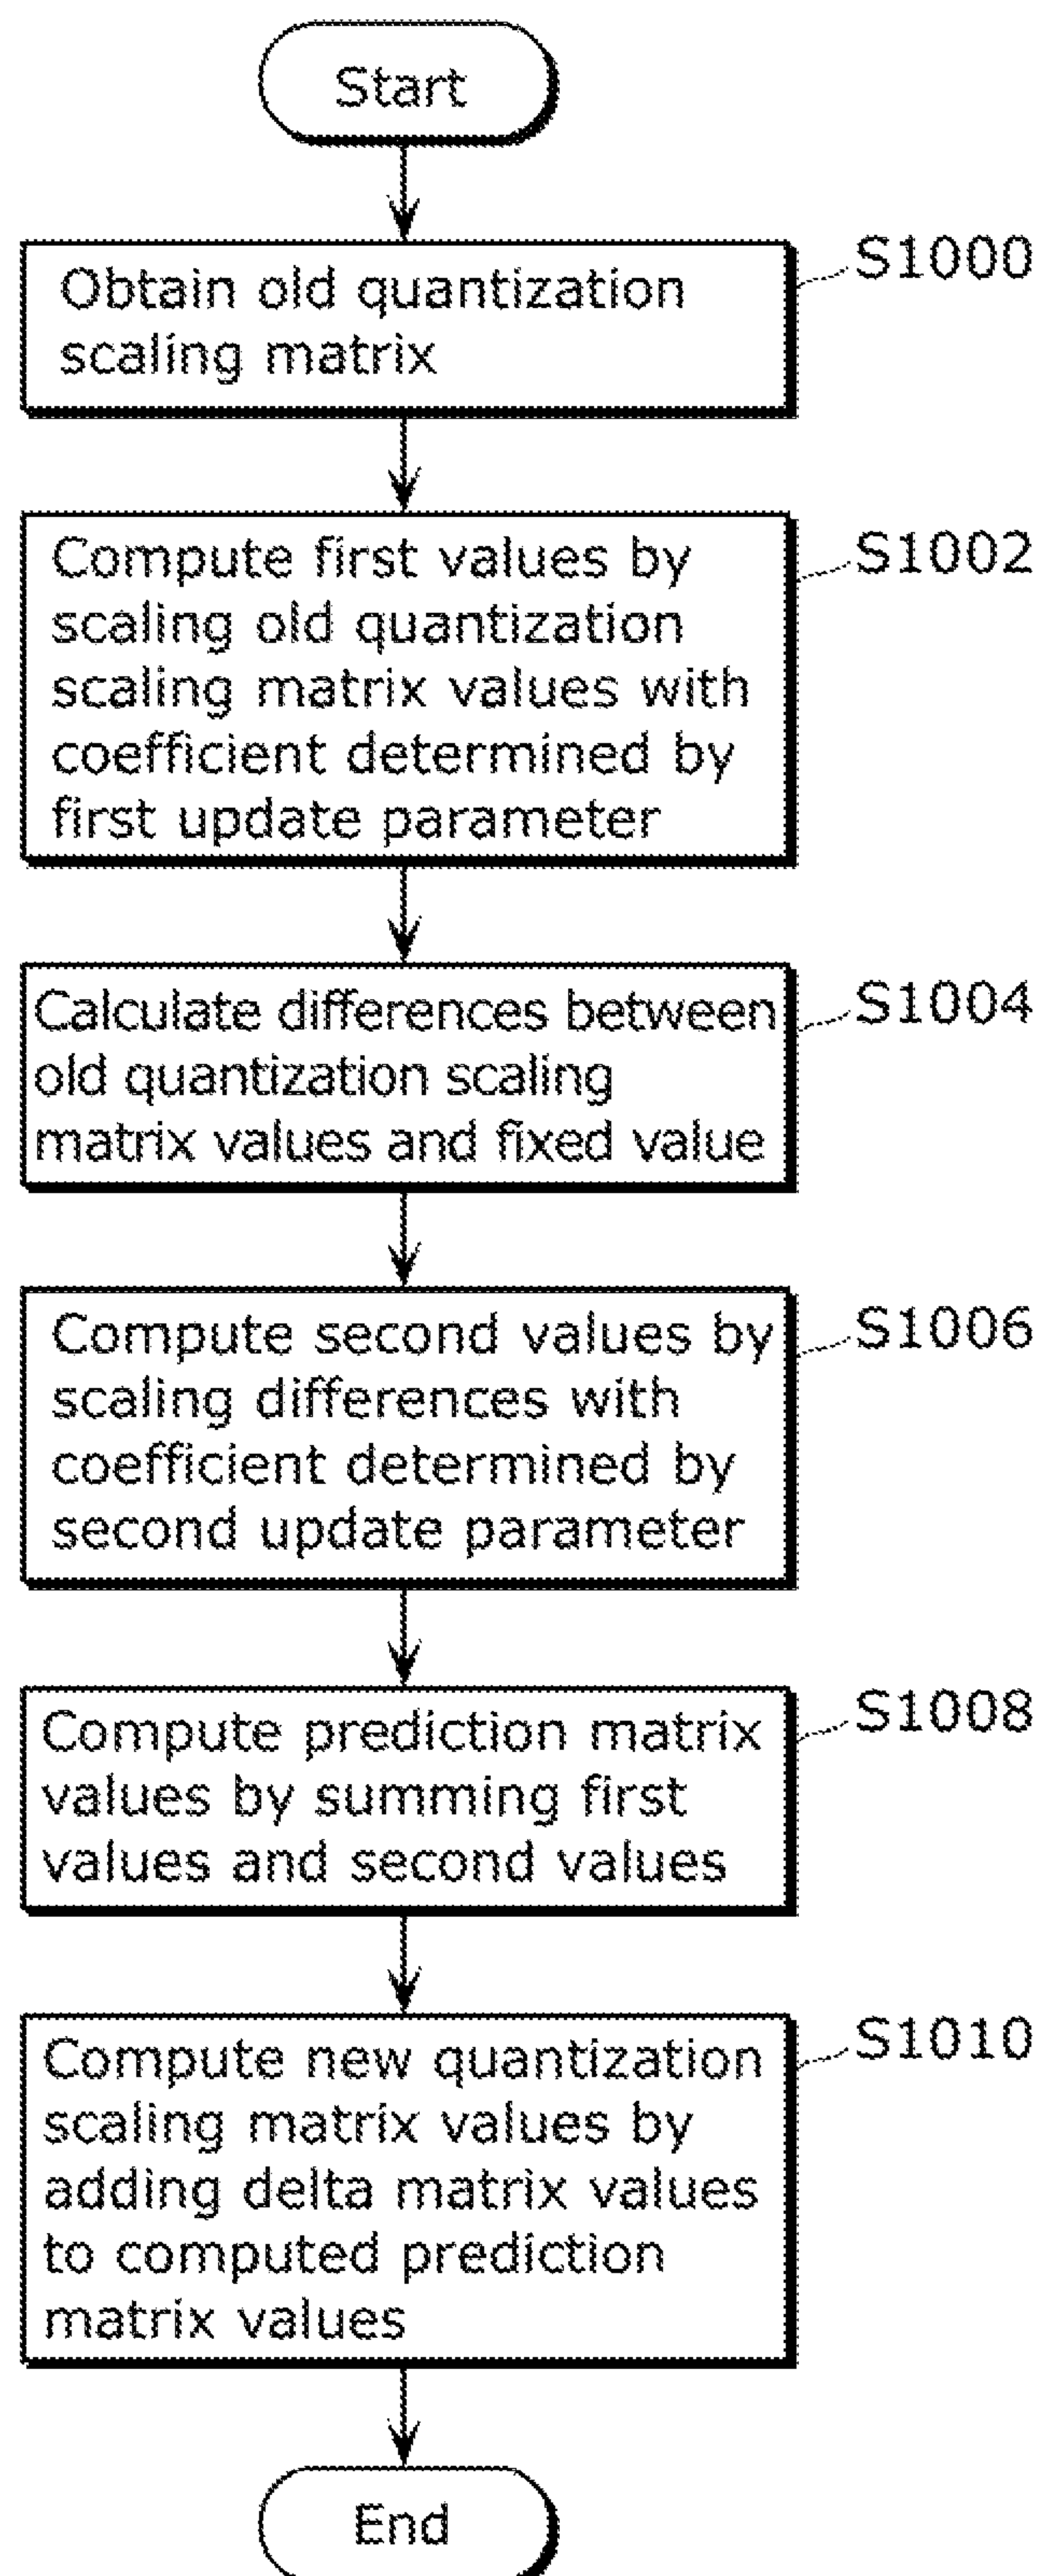 Start
S1000
Obtain old quantization
scaling matrix
S1002
Compute first values by
scaling old quantization
scaling matrix values with
coefficient determined by
first update parameter
S1004
Calculate differences between
old quantization scaling
matrix values and fixed value
S1006
Compute second values by
scaling differences with
coefficient determined by
second update parameter
S1008
Compute prediction matrix
values by summing first
values and second values
S1010
Compute new quantization
scaling matrix values by
adding delta matrix values
to computed prediction
matrix values
End